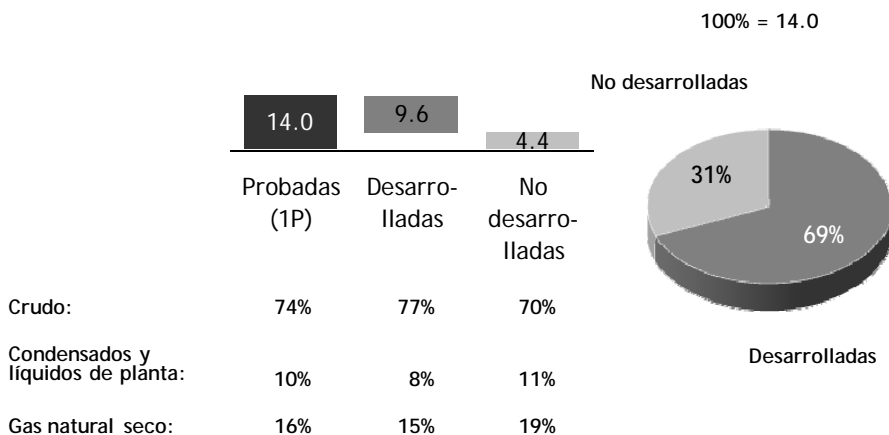 100% = 14.0
No desarrolladas
14.0 9.6 4.4
31%
69%
Probadas (1P)
Desarro-
lladas
No
desarro-
lladas
Desarrolladas
Crudo: 74% 77% 70%
Condensados y
líquidos de planta: 10% 8% 11%
Gas natural seco: 16% 15% 19%